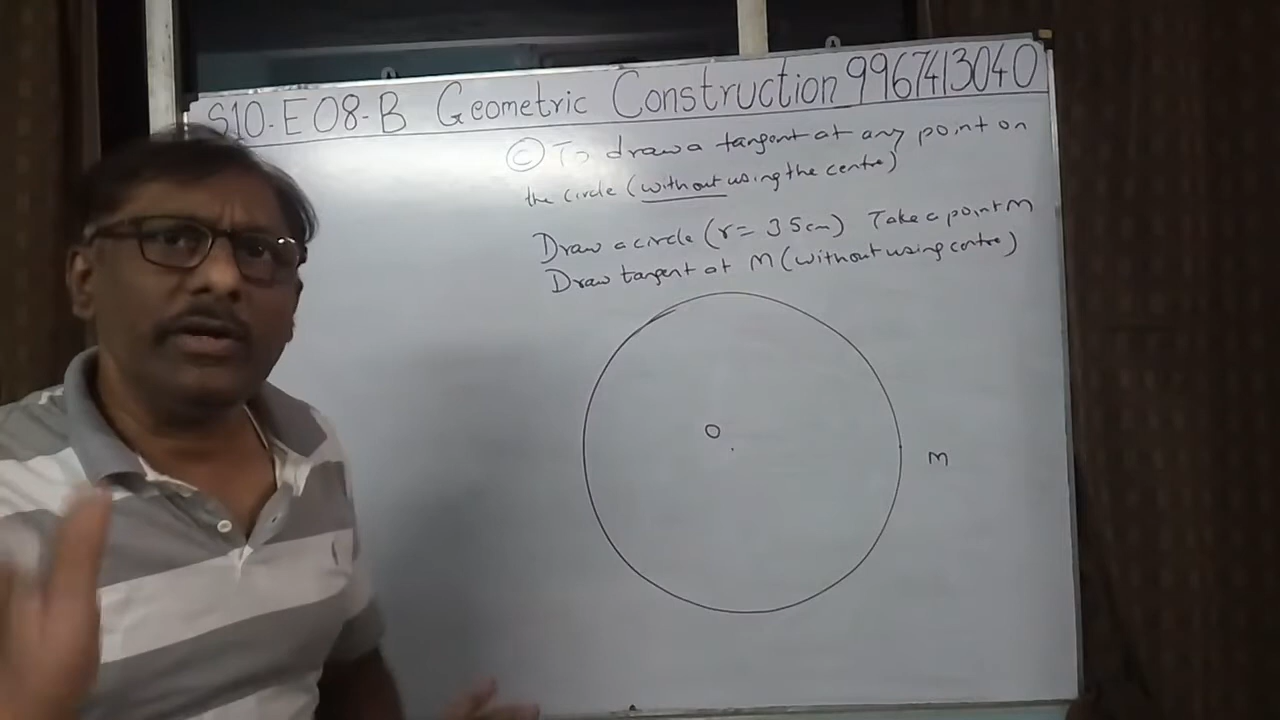 S10-E08-B Geometric Construction 9967413040
C To draw a tangent at any point on
the circle (without using the centre)
Draw a circle (r = 3.5cm) Take a point M
Draw tangent at M (without using centre)
O
M